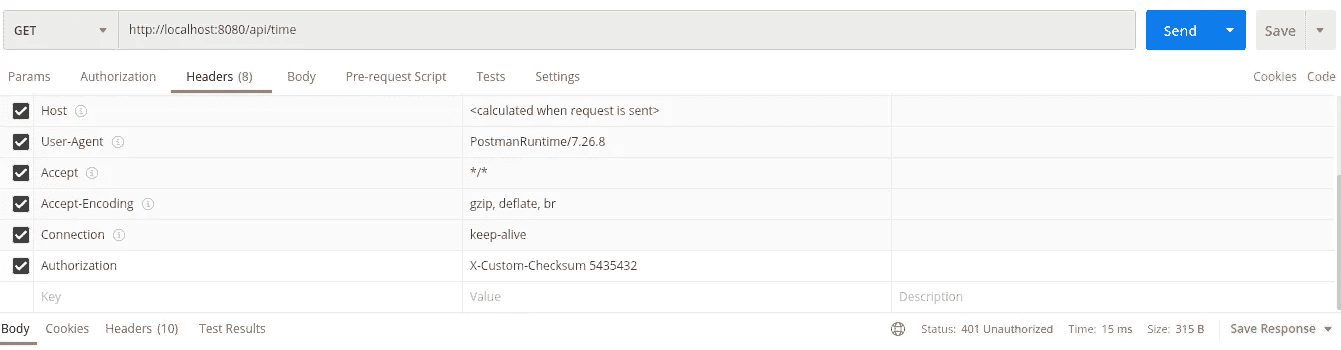 GET http://localhost:8080/api/time Send Save
Params Authorization Headers (8) Body Pre-request Script Tests Settings Cookies Code
Host <calculated when request is sent>
User-Agent PostmanRuntime/7.26.8
Accept */*
Accept-Encoding gzip, deflate, br
Connection keep-alive
Authorization X-Custom-Checksum 5435432
Key Value Description
Body Cookies Headers (10) Test Results Status: 401 Unauthorized Time: 15 ms Size: 315 B Save Response